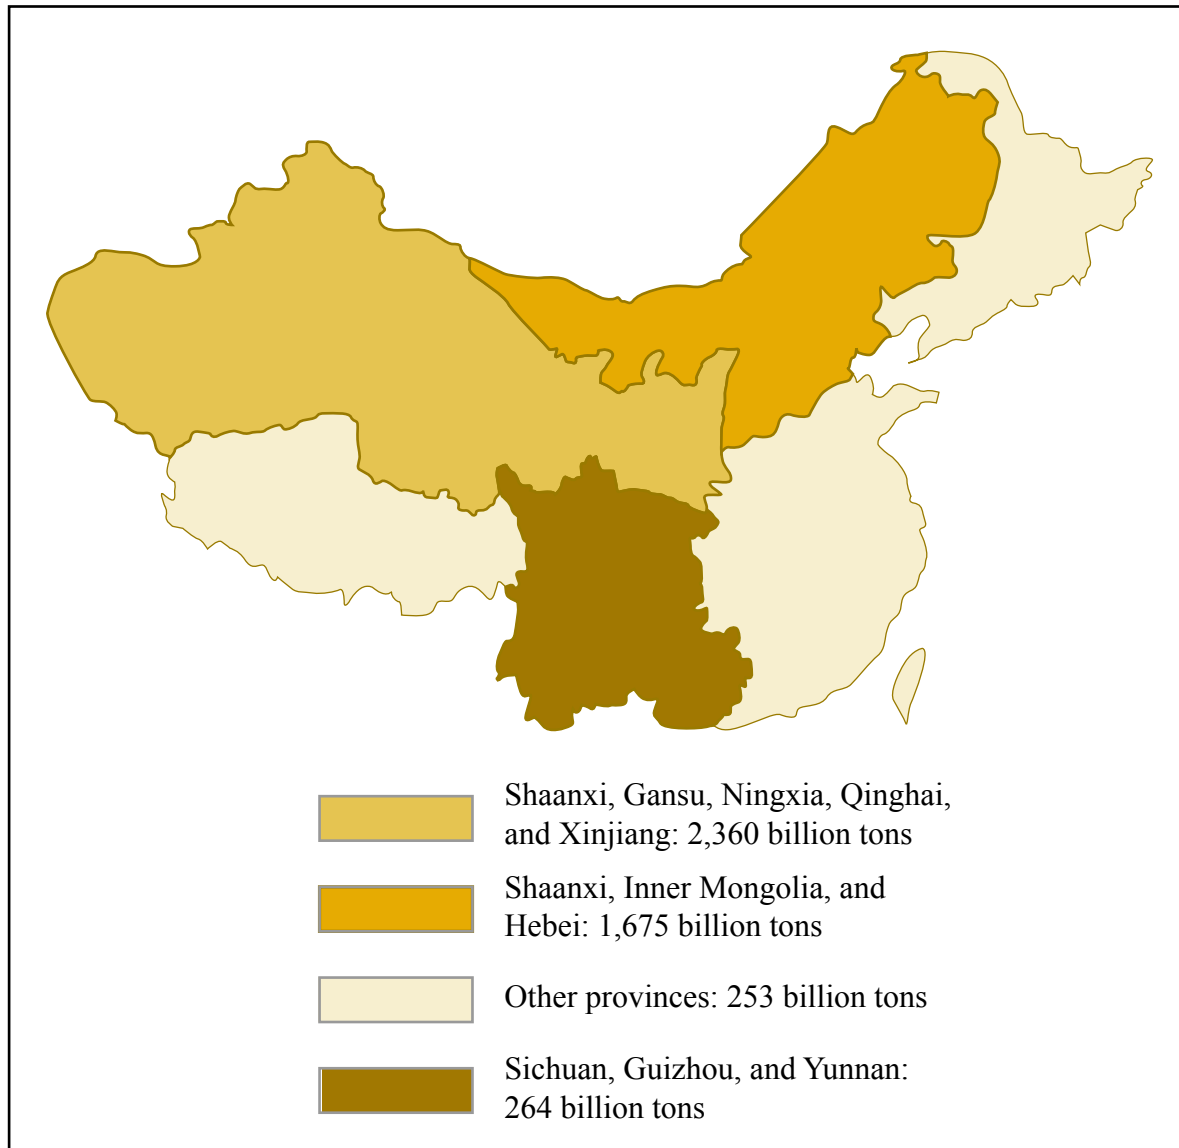 Shaanxi, Gansu, Ningxia, Qinghai,
and Xinjiang: 2,360 billion tons
Shaanxi, Inner Mongolia, and
Hebei: 1,675 billion tons
Other provinces: 253 billion tons
Sichuan, Guizhou, and Yunnan:
264 billion tons